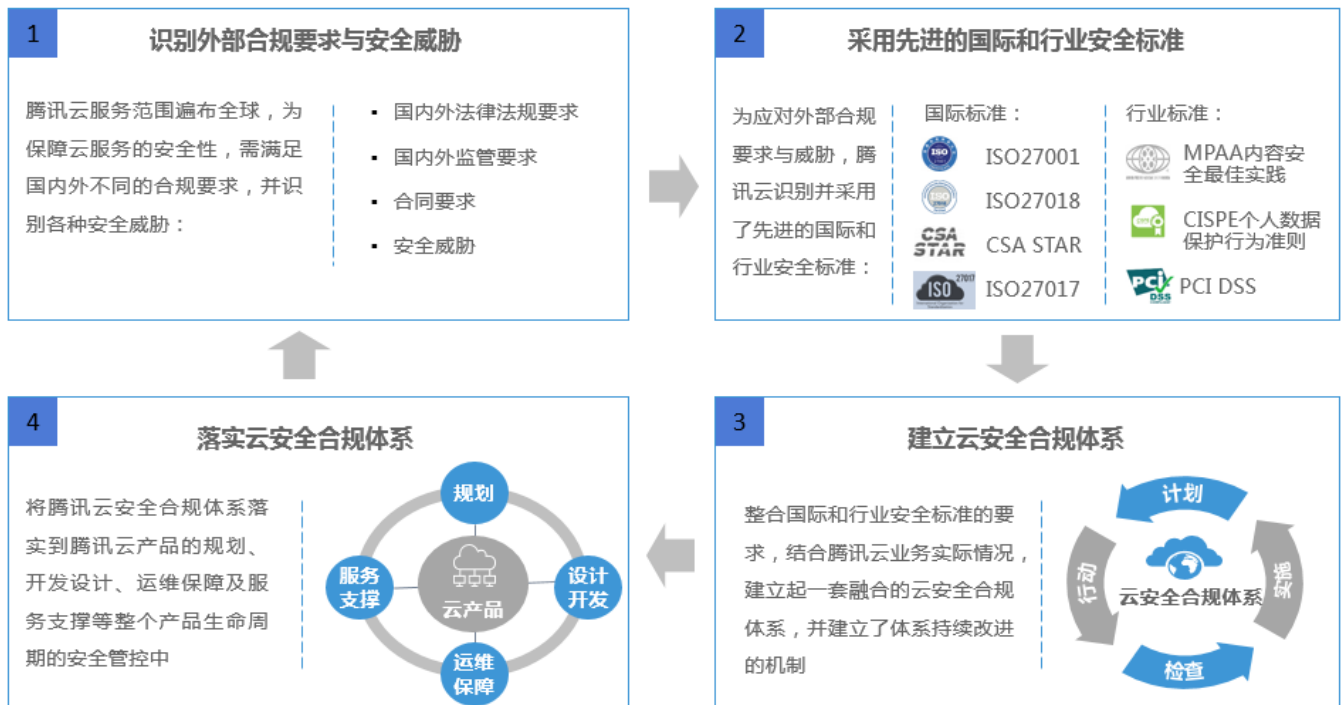 1
识别外部合规要求与安全威胁
腾讯云服务范围遍布全球，为
保障云服务的安全性，需满足
国内外不同的合规要求，并识
别各种安全威胁：
▪ 国内外法律法规要求
▪ 国内外监管要求
▪ 合同要求
▪ 安全威胁
2
采用先进的国际和行业安全标准
为应对外部合规
要求与威胁，腾
讯云识别并采用
了先进的国际和
行业安全标准：
国际标准：
ISO
ISO27001
ISO27018
CSA
STAR
CSA STAR
ISO
27017
ISO27017
行业标准：
MPAA内容安
全最佳实践
CISPE个人数据
保护行为准则
PCI
DSS
PCI DSS
3
建立云安全合规体系
整合国际和行业安全标准的要
求，结合腾讯云业务实际情况，
建立起一套融合的云安全合规
体系，并建立了体系持续改进
的机制
计划
行动
实施
云安全合规体系
检查
4
落实云安全合规体系
将腾讯云安全合规体系落
实到腾讯云产品的规划、
开发设计、运维保障及服
务支撑等整个产品生命周
期的安全管控中
规划
服务
支撑
云产品
设计
开发
运维
保障